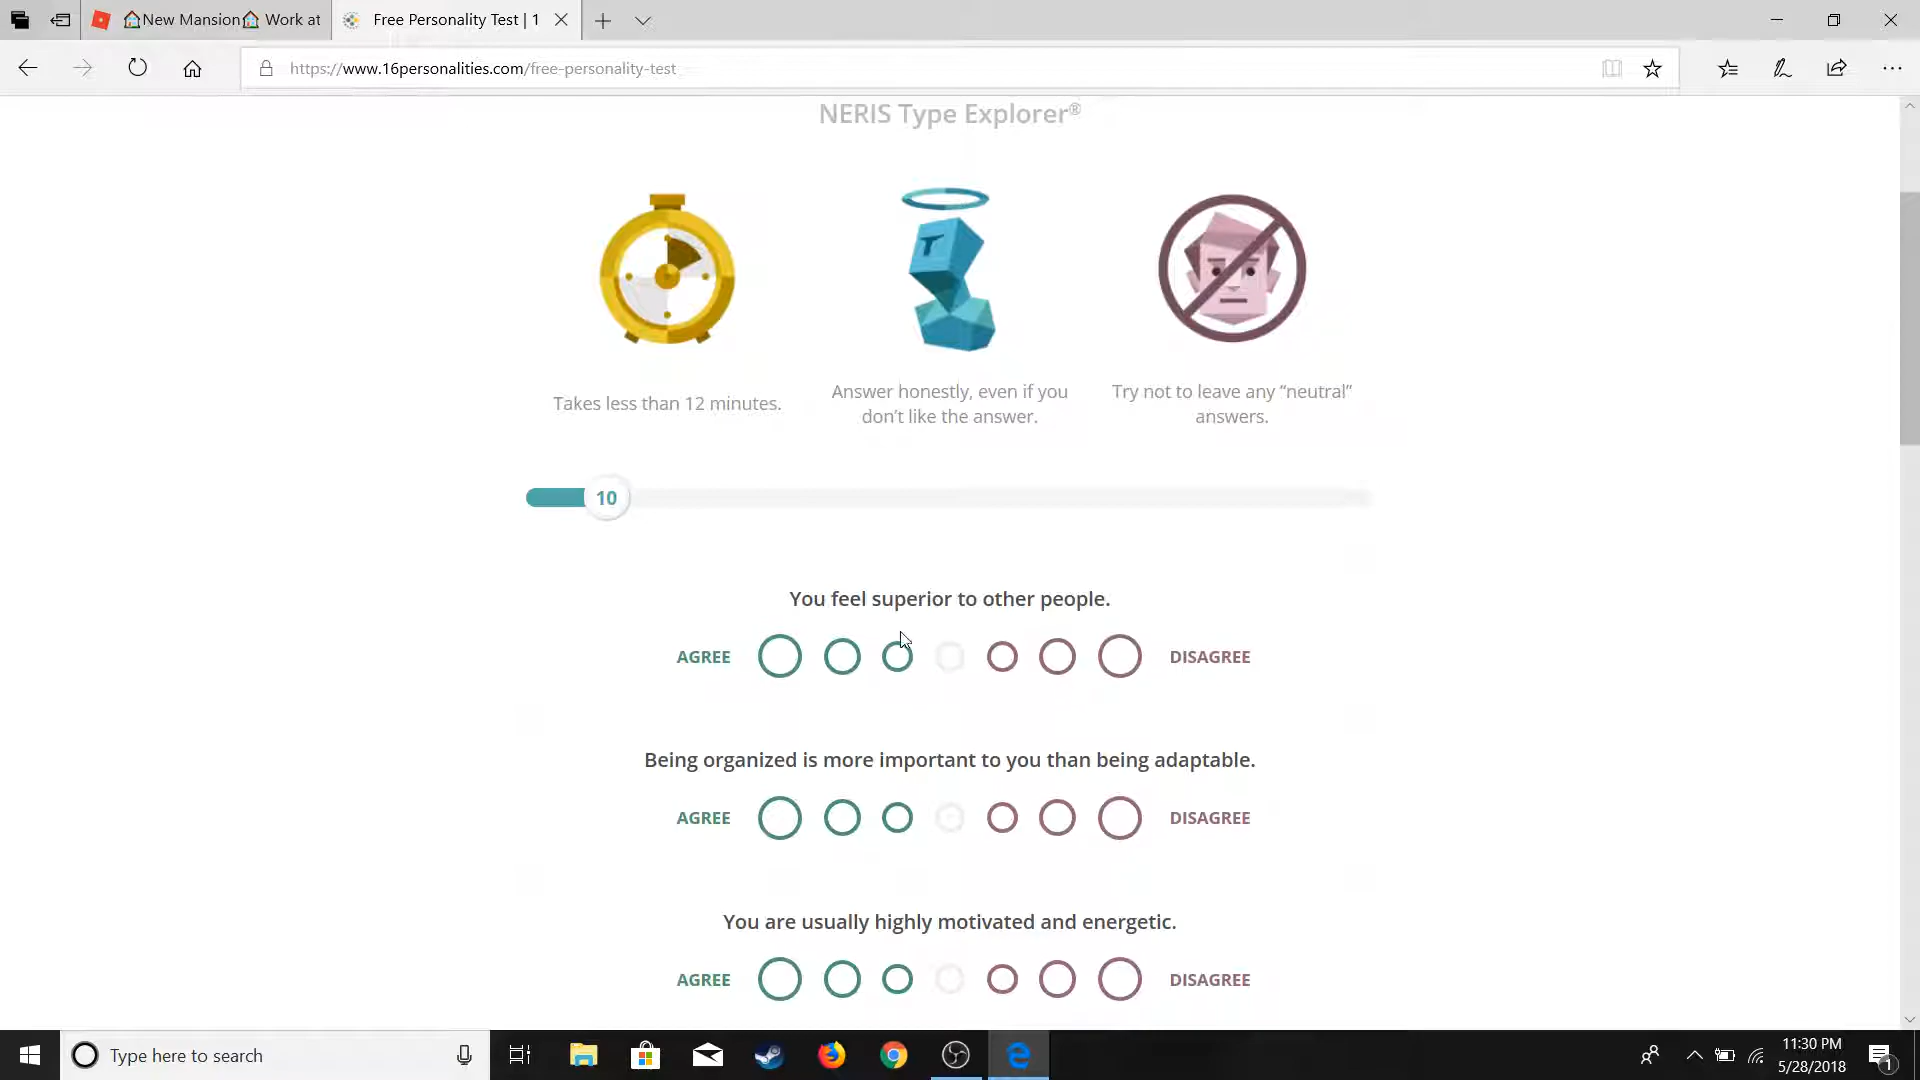 🏠New Mansion🏠 Work at
Free Personality Test | 1
https://www.16personalities.com/free-personality-test
NERIS Type Explorer®
Takes less than 12 minutes.
Answer honestly, even if you
don't like the answer.
Try not to leave any “neutral”
answers.
10
You feel superior to other people.
AGREE DISAGREE
Being organized is more important to you than being adaptable.
AGREE DISAGREE
You are usually highly motivated and energetic.
AGREE DISAGREE
Type here to search
11:30 PM
5/28/2018
1